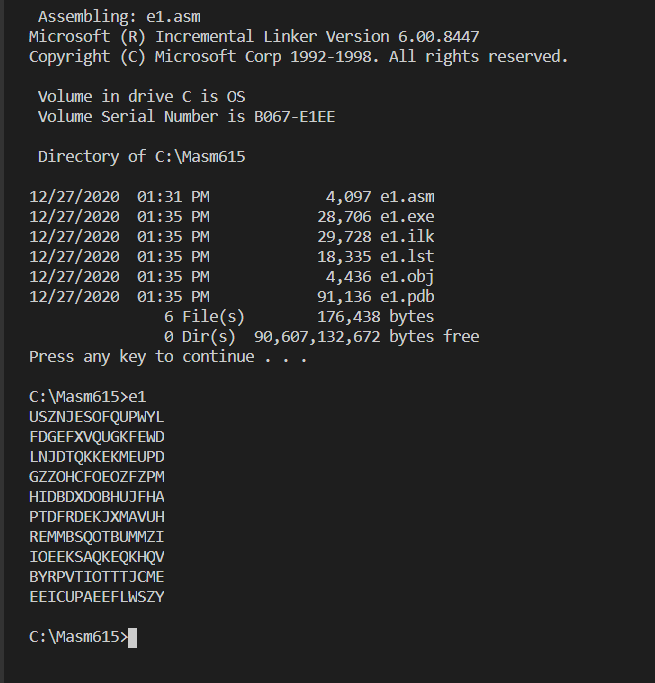 Assembling: e1.asm
Microsoft (R) Incremental Linker Version 6.00.8447
Copyright (C) Microsoft Corp 1992-1998. All rights reserved.
Volume in drive C is OS
Volume Serial Number is B067-E1EE
Directory of C:\Masm615
12/27/2020  01:31 PM             4,097 e1.asm
12/27/2020  01:35 PM            28,706 e1.exe
12/27/2020  01:35 PM            29,728 e1.ilk
12/27/2020  01:35 PM            18,335 e1.lst
12/27/2020  01:35 PM             4,436 e1.obj
12/27/2020  01:35 PM            91,136 e1.pdb
6 File(s)        176,438 bytes
0 Dir(s)  90,607,132,672 bytes free
Press any key to continue . . .
C:\Masm615>e1
USZNJESOFQUPWYL
FDGEFXVQUGKFEWD
LNJDTQKKEKMEUPD
GZZOHCFOEOZFZPM
HIDBDXDOBHUJFHA
PTDFRDEKJXMAVUH
REMMBSQOTBUMMZI
IOEEKSAQKEQKHQV
BYRPVTIOTTTJCME
EEICUPAEEFLWSZY
C:\Masm615>